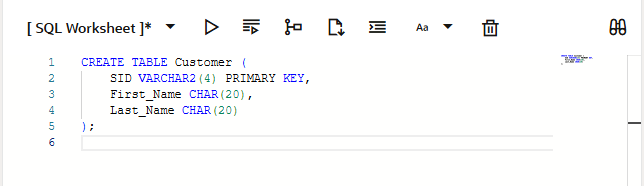 [ SQL Worksheet ]*
Aa
1 CREATE TABLE Customer (
2 SID VARCHAR2(4) PRIMARY KEY,
3 First_Name CHAR(20),
4 Last_Name CHAR(20)
5 );
6